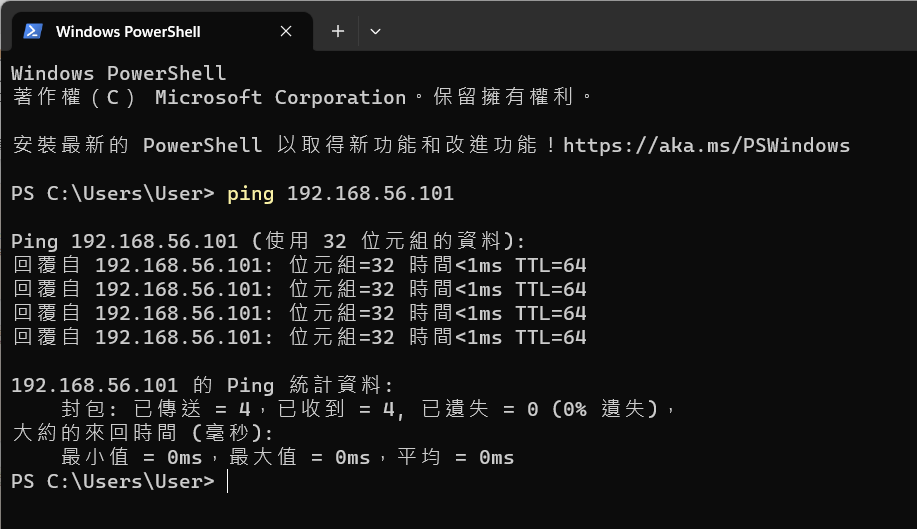 Windows PowerShell
Windows PowerShell
著作權（C） Microsoft Corporation。保留擁有權利。
安裝最新的 PowerShell 以取得新功能和改進功能！https://aka.ms/PSWindows
PS C:\Users\User> ping 192.168.56.101
Ping 192.168.56.101 (使用 32 位元組的資料):
回覆自 192.168.56.101: 位元組=32 時間<1ms TTL=64
回覆自 192.168.56.101: 位元組=32 時間<1ms TTL=64
回覆自 192.168.56.101: 位元組=32 時間<1ms TTL=64
回覆自 192.168.56.101: 位元組=32 時間<1ms TTL=64
192.168.56.101 的 Ping 統計資料:
封包: 已傳送 = 4，已收到 = 4, 已遺失 = 0 (0% 遺失)，
大約的來回時間 (毫秒):
最小值 = 0ms，最大值 = 0ms，平均 = 0ms
PS C:\Users\User>